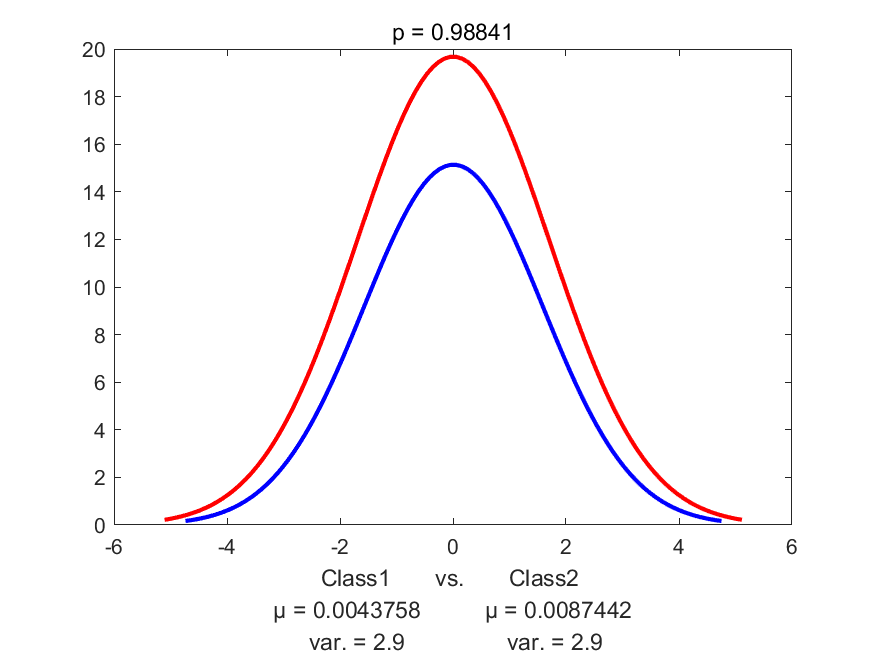 p = 0.98841
20
18
16
14
12
10
8
6
4
2
0
-6 -4 -2 0 2 4 6
Class1 vs. Class2
μ = 0.0043758 μ = 0.0087442
var. = 2.9 var. = 2.9